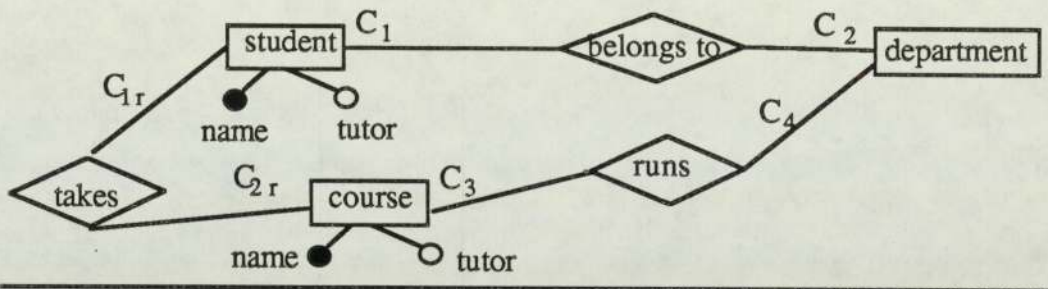 student C1 belongs to C2 department
C1r name tutor C4
takes C2r course C3 runs
name tutor